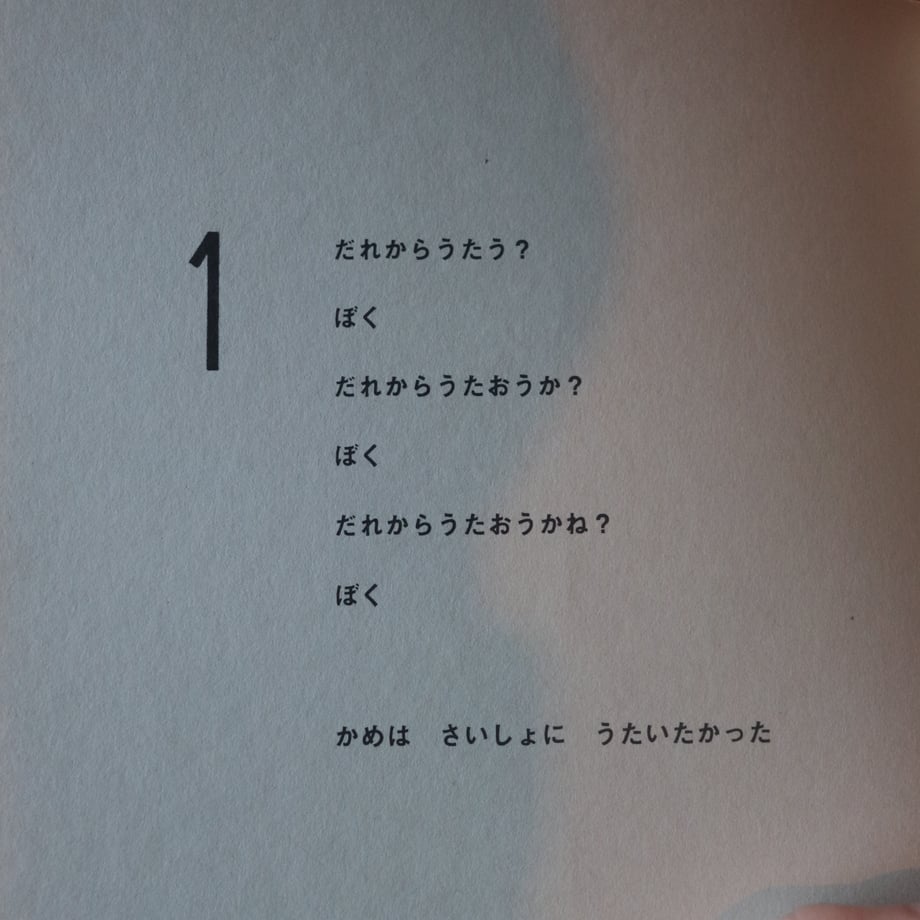 1
だれからうたう？
ぼく
だれからうたおうか？
ぼく
だれからうたおうかね？
ぼく
かめは　さいしょに　うたいたかった